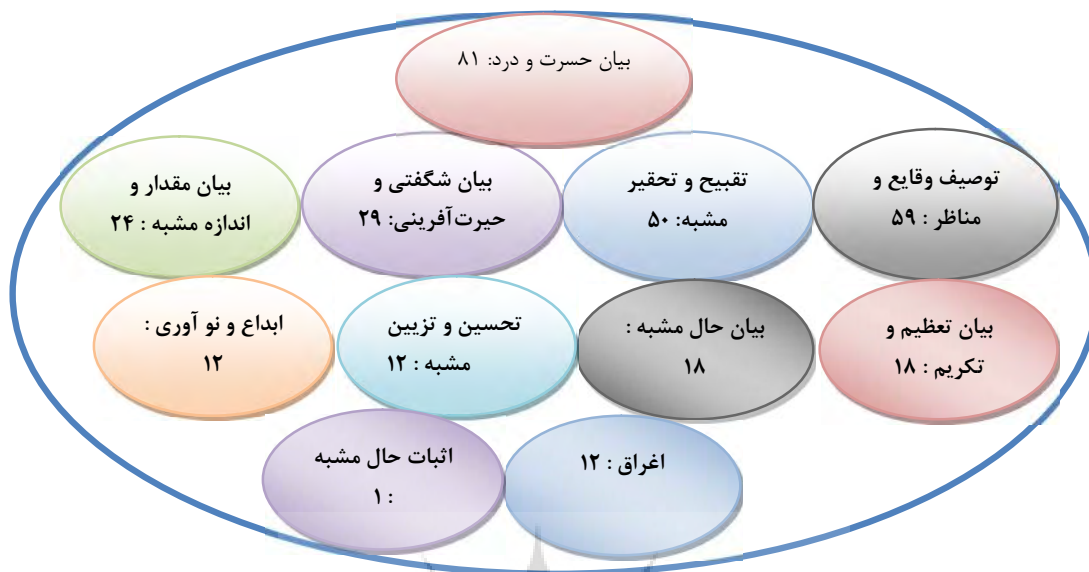 بیان حسرت و درد: ۸۱
توصیف وقایع و
مناظر : ۵۹
تقبیح و تحقیر
مشبه: ۵۰
بیان شگفتی و
حیرت‌آفرینی: ۲۹
بیان مقدار و
اندازه مشبه : ۲۴
بیان تعظیم و
تکریم : ۱۸
بیان حال مشبه :
۱۸
تحسین و تزیین
مشبه : ۱۲
ابداع و نو آوری :
۱۲
اغراق : ۱۲
اثبات حال مشبه
: ۱